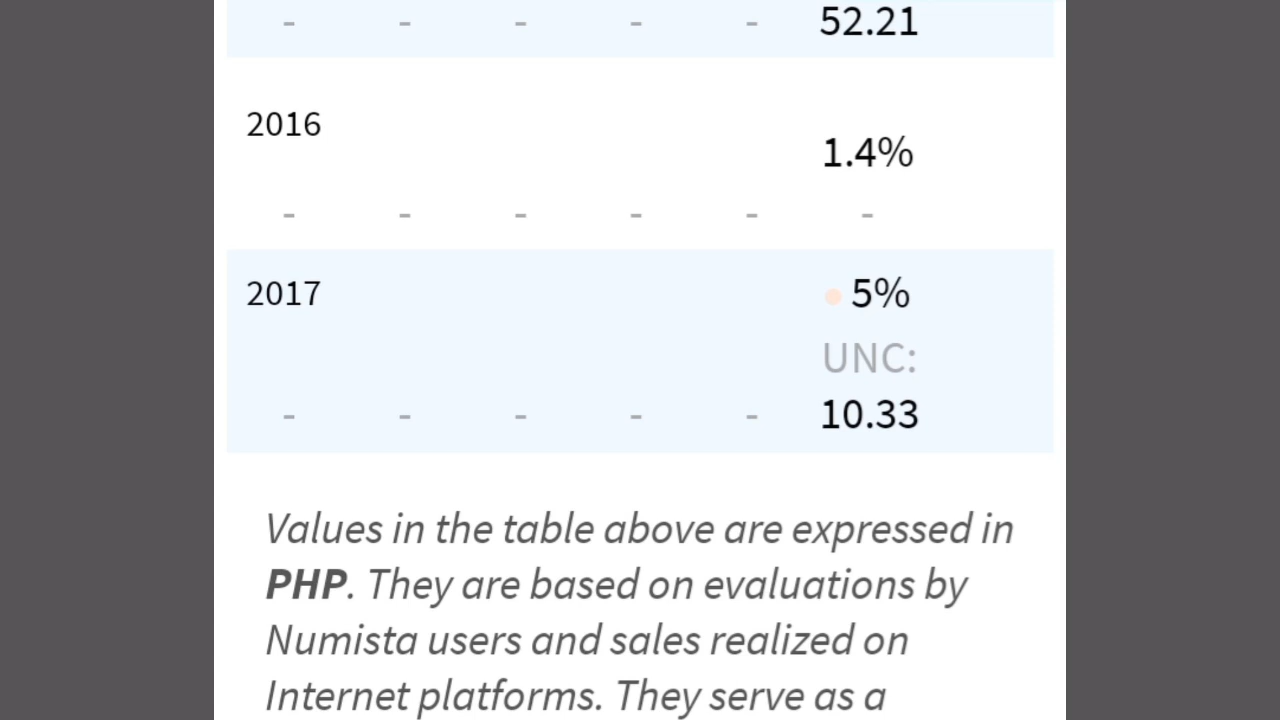 - - - - - 52.21
2016
1.4%
- - - - - -
2017 5%
UNC:
- - - - - 10.33
Values in the table above are expressed in
PHP. They are based on evaluations by
Numista users and sales realized on
Internet platforms. They serve as a